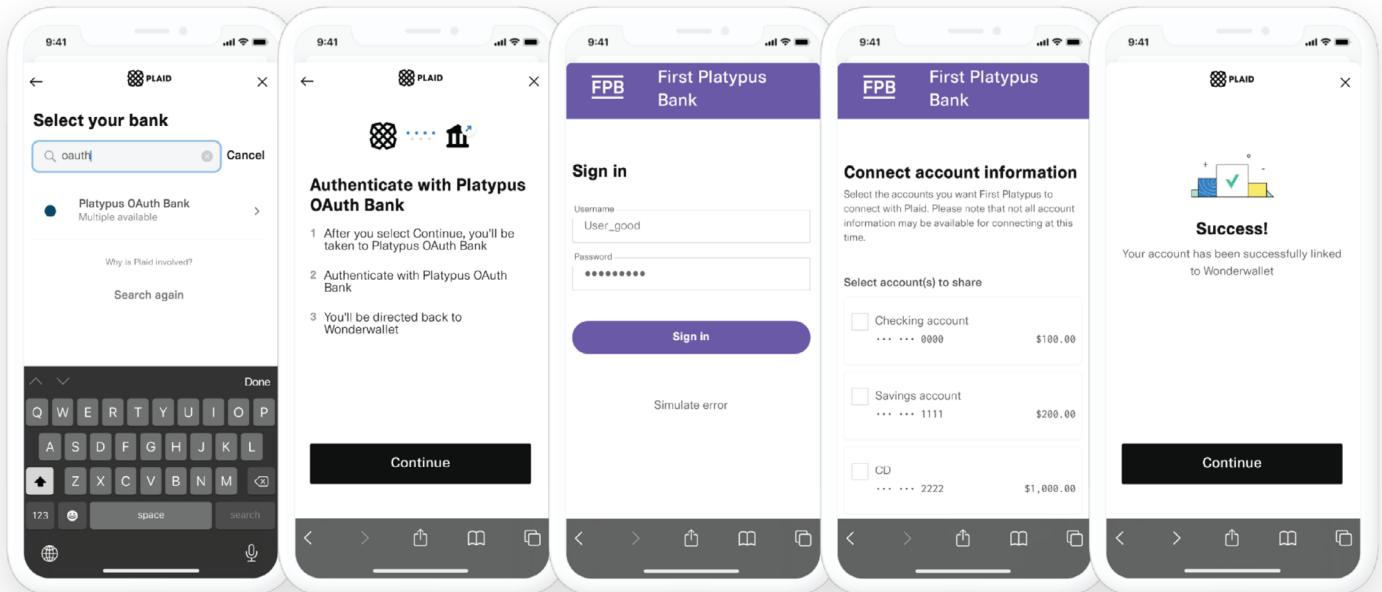 9:41
PLAID
Select your bank
oauth
Cancel
Platypus OAuth Bank
Multiple available
Why is Plaid involved?
Search again
Done
Q W E R T Y U I O P
A S D F G H J K L
Z X C V B N M
123
space
search
9:41
PLAID
Authenticate with Platypus
OAuth Bank
1 After you select Continue, you'll be
taken to Platypus OAuth Bank
2 Authenticate with Platypus OAuth
Bank
3 You'll be directed back to
Wonderwallet
Continue
9:41
FPB
First Platypus
Bank
Sign in
Username
User_good
Password
Sign in
Simulate error
9:41
FPB
First Platypus
Bank
Connect account information
Select the accounts you want First Platypus to
connect with Plaid. Please note that not all account
information may be available for connecting at this
time.
Select account(s) to share
Checking account
••• ••• 0000 $100.00
Savings account
••• ••• 1111 $200.00
CD
••• ••• 2222 $1,000.00
9:41
PLAID
Success!
Your account has been successfully linked
to Wonderwallet
Continue